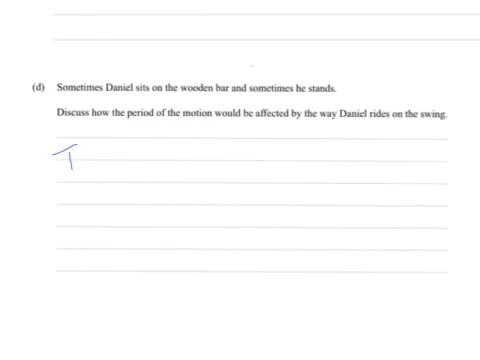 (d) Sometimes Daniel sits on the wooden bar and sometimes he stands.
Discuss how the period of the motion would be affected by the way Daniel rides on the swing.
T